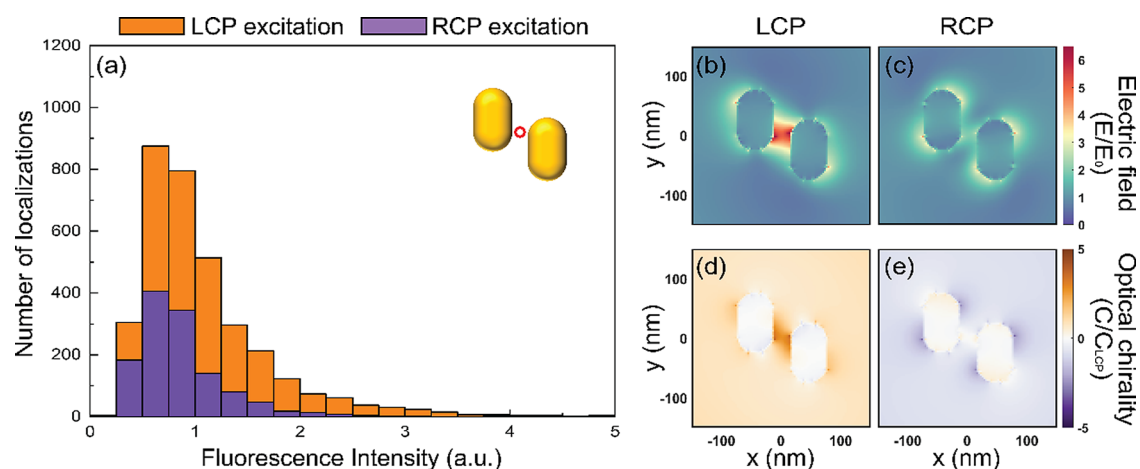 LCP excitation RCP excitation
(a)
Number of localizations
1200
1000
800
600
400
200
0
0 1 2 3 4 5
Fluorescence Intensity (a.u.)
LCP RCP
(b) (c)
y (nm)
100
0
-100
6
5
4
3
2
1
0
Electric field
(E/E0)
(d) (e)
y (nm)
100
0
-100
-100 0 100 -100 0 100
x (nm) x (nm)
5
0
-5
Optical chirality
(C/CLCP)